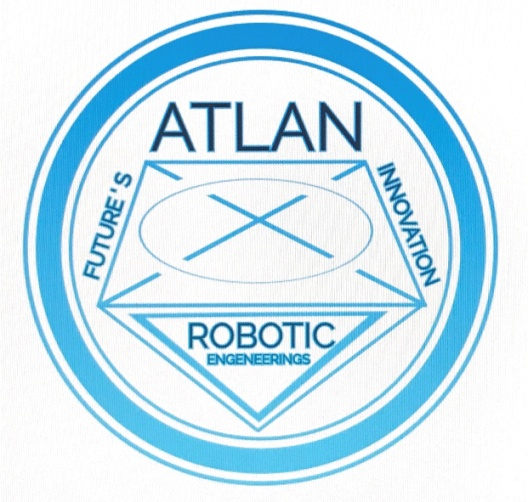 ATLAN
FUTURE'S
INNOVATION
ROBOTIC
ENGENEERINGS